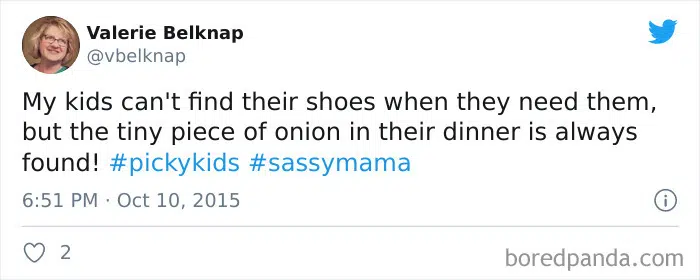 Valerie Belknap
@vbelknap
My kids can't find their shoes when they need them,
but the tiny piece of onion in their dinner is always
found! #pickykids #sassymama
6:51 PM · Oct 10, 2015
2
boredpanda.com